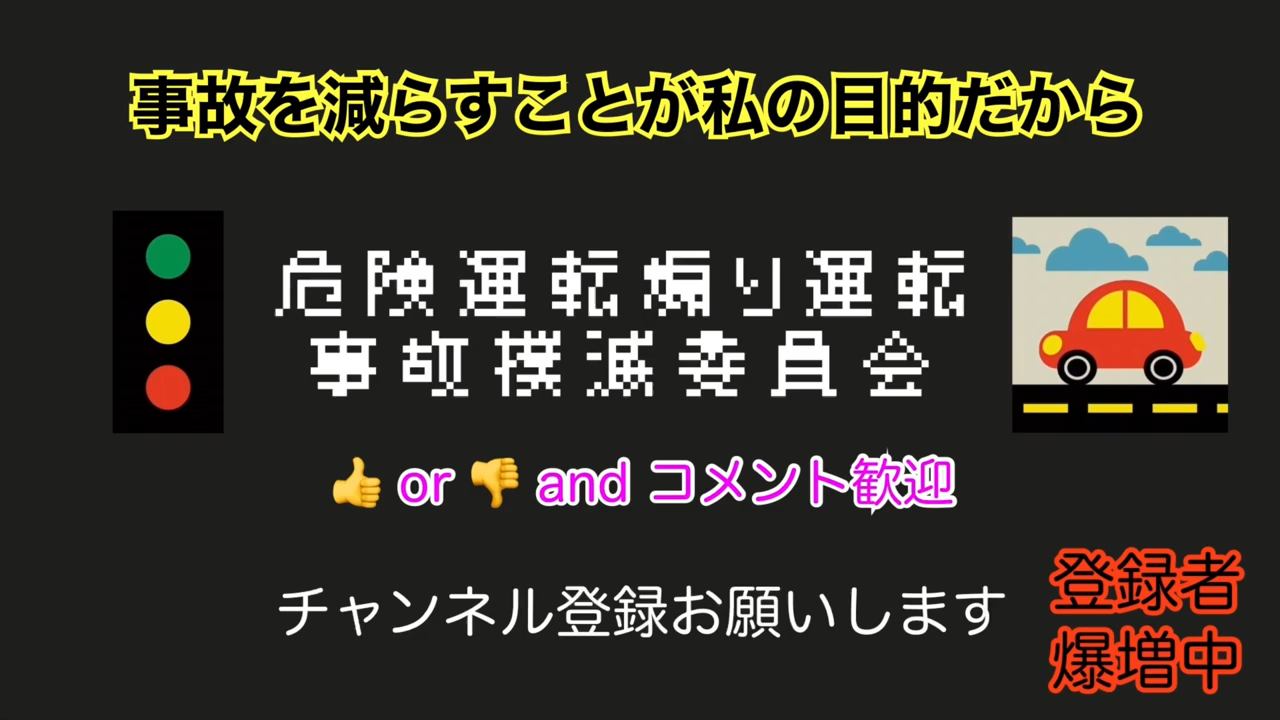 事故を減らすことが私の目的だから
危険運転煽り運転
事故撲滅委員会
👍 or 👎 and コメント歓迎
チャンネル登録お願いします
登録者
爆増中